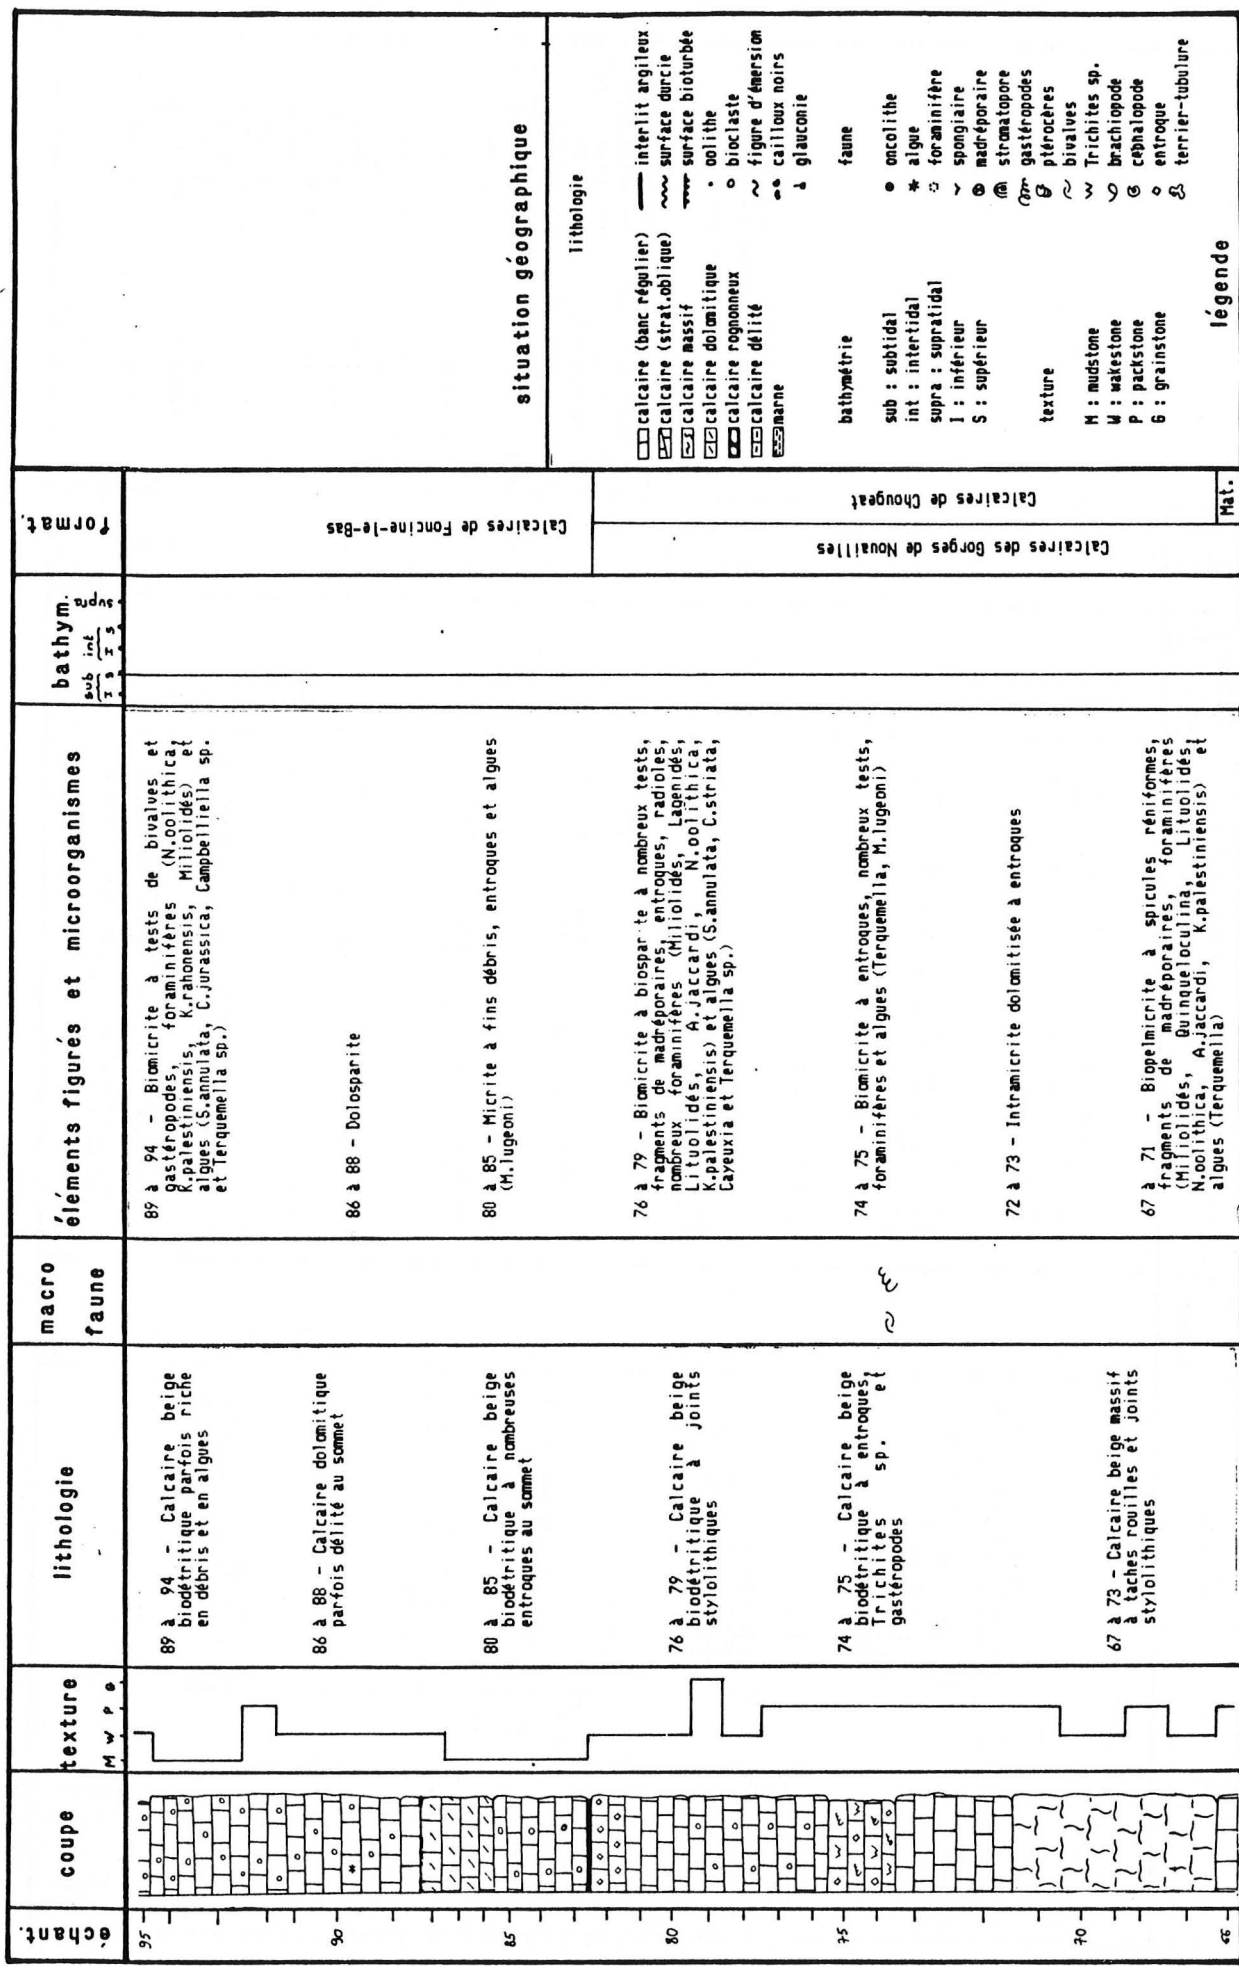 échant.
coupe
texture
M W P G
lithologie
macro
faune
éléments figurés et microorganismes
bathym.
sub int supra
I S I S
format.
95
90
85
80
75
70
66
89 à 94 - Calcaire beige
biodétritique parfois riche
en débris et en algues
86 à 88 - Calcaire dolomitique
parfois délité au sommet
80 à 85 - Calcaire beige
biodétritique à nombreuses
entroques au sommet
76 à 79 - Calcaire beige
biodétritique à joints
stylolithiques
74 à 75 - Calcaire beige
biodétritique à entroques,
Trichites sp. et
gastéropodes
67 à 73 - Calcaire beige massif
à taches rouilles et joints
stylolithiques
89 à 94 - Biomicrite à tests de bivalves et
gastéropodes, foraminifères (N.oolithica,
R.palestiniensis, K.rahonensis, Miliolidés) et
algues (S.annulata, C.jurassica, Campbelliella sp.
et Terquemella sp.)
86 à 88 - Dolosparite
80 à 85 - Micrite à fins débris, entroques et algues
(M.lugeoni)
76 à 79 - Biomicrite à biospar te à nombreux tests,
fragments de madréporaires, entroques, radioles,
nombreux foraminifères (Miliolidés, Lagenidés,
Lituolidés, A.jaccardi, N.oolithica,
K.palestiniensis) et algues (S.annulata, C.striata,
Cayeuxia et Terquemella sp.)
74 à 75 - Biomicrite à entroques, nombreux tests,
foraminifères et algues (Terquemella, M.lugeoni)
72 à 73 - Intramicrite dolomitisée à entroques
67 à 71 - Biopelmicrite à spicules réniformes,
fragments de madréporaires, foraminifères
(Miliolidés, Quinqueloculina, Lituolidés,
N.oolithica, A.jaccardi, K.palestiniensis) et
algues (Terquemella)
Calcaires de Foncine-le-Bas
Calcaires de Chougeat
Calcaires des Gorges de Nouailles
Mat.
situation géographique
lithologie
calcaire (banc régulier)
calcaire (strat.oblique)
calcaire massif
calcaire dolomitique
calcaire rognonneux
calcaire délité
marne
interlit argileux
surface durcie
surface bioturbée
oolithe
bioclaste
figure d'émersion
cailloux noirs
glauconie
bathymétrie
sub : subtidal
int : intertidal
supra : supratidal
I : inférieur
S : supérieur
texture
M : mudstone
W : wakestone
P : packstone
G : grainstone
faune
oncolithe
algue
foraminifère
spongiaire
madréporaire
stromatopore
gastéropodes
ptérocères
bivalves
Trichites sp.
brachiopode
cephalopode
entroque
terrier-tubulure
légende